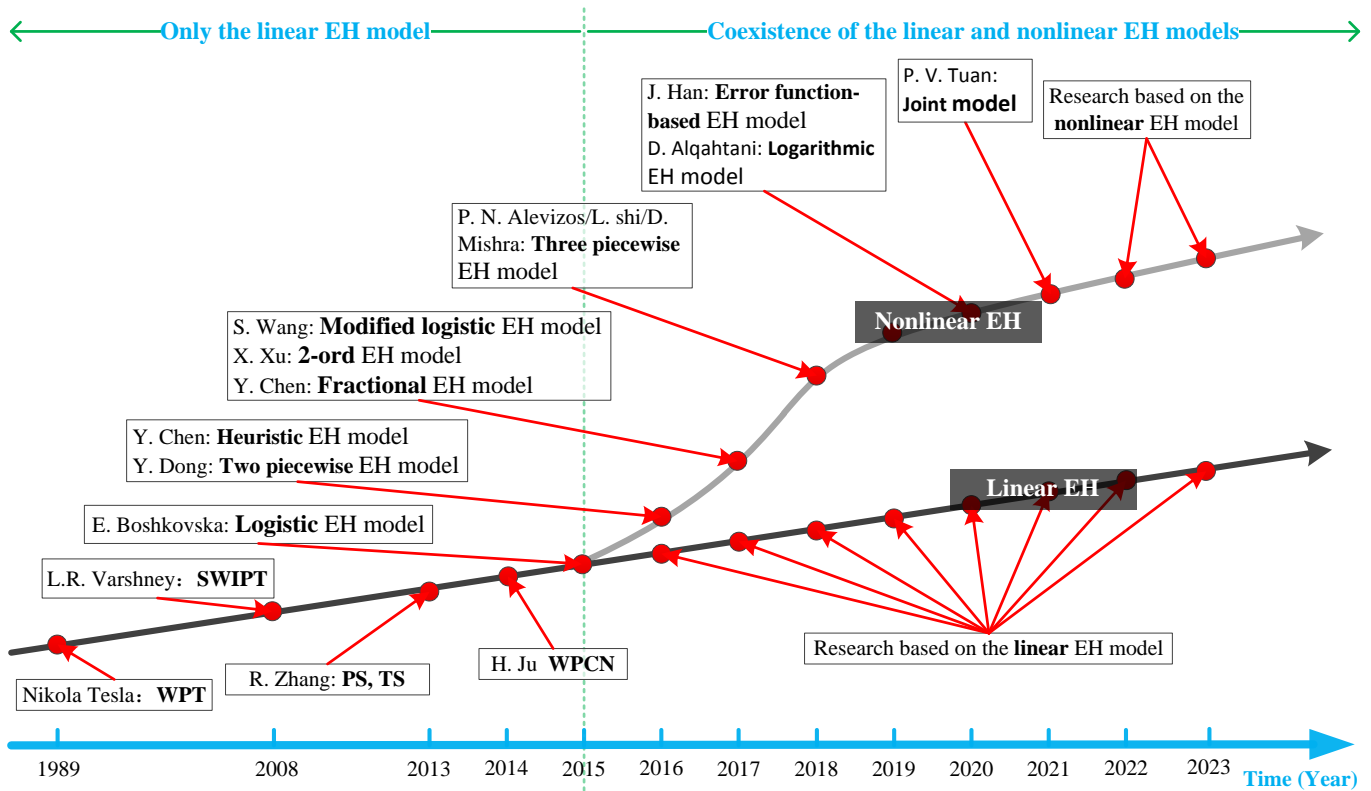 Only the linear EH model
Coexistence of the linear and nonlinear EH models
J. Han: Error function-
based EH model
D. Alqahtani: Logarithmic
EH model
P. V. Tuan:
Joint model
Research based on the
nonlinear EH model
P. N. Alevizos/L. shi/D.
Mishra: Three piecewise
EH model
S. Wang: Modified logistic EH model
X. Xu: 2-ord EH model
Y. Chen: Fractional EH model
Nonlinear EH
Y. Chen: Heuristic EH model
Y. Dong: Two piecewise EH model
Linear EH
E. Boshkovska: Logistic EH model
L.R. Varshney： SWIPT
Nikola Tesla： WPT
R. Zhang: PS, TS
H. Ju WPCN
Research based on the linear EH model
1989
2008
2013
2014
2015
2016
2017
2018
2019
2020
2021
2022
2023
Time (Year)